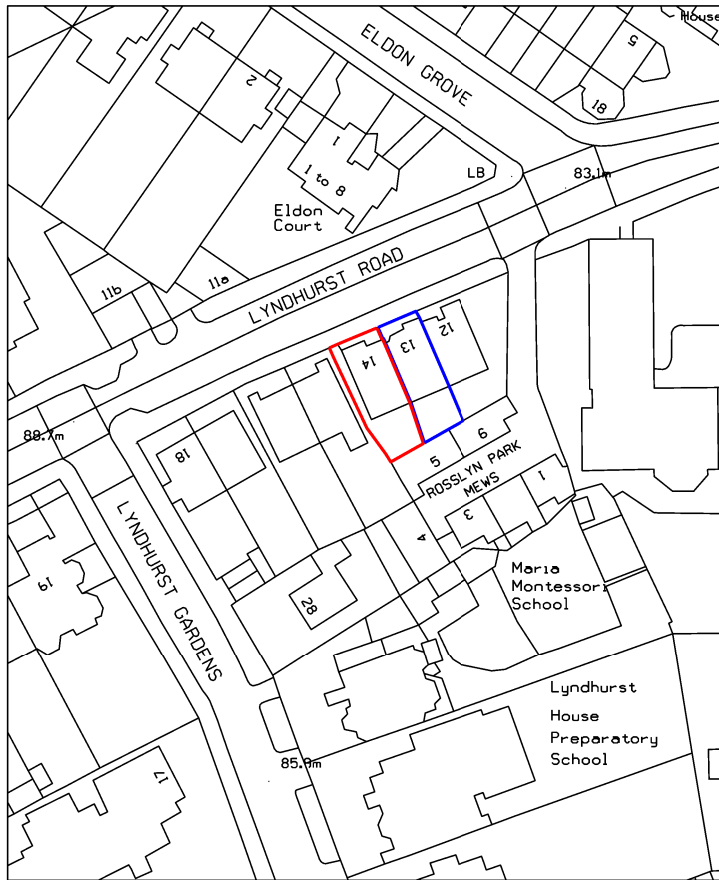 House
5
ELDON GROVE
2
18
1
1 to 8
LB
83.1m
Eldon
Court
11a
11b
LYNDHURST ROAD
12
13
14
18
88.7m
6
5
ROSSLYN PARK
MEWS
1
3
4
LYNDHURST GARDENS
19
28
Maria
Montessori
School
Lyndhurst
House
Preparatory
School
85.9m
17